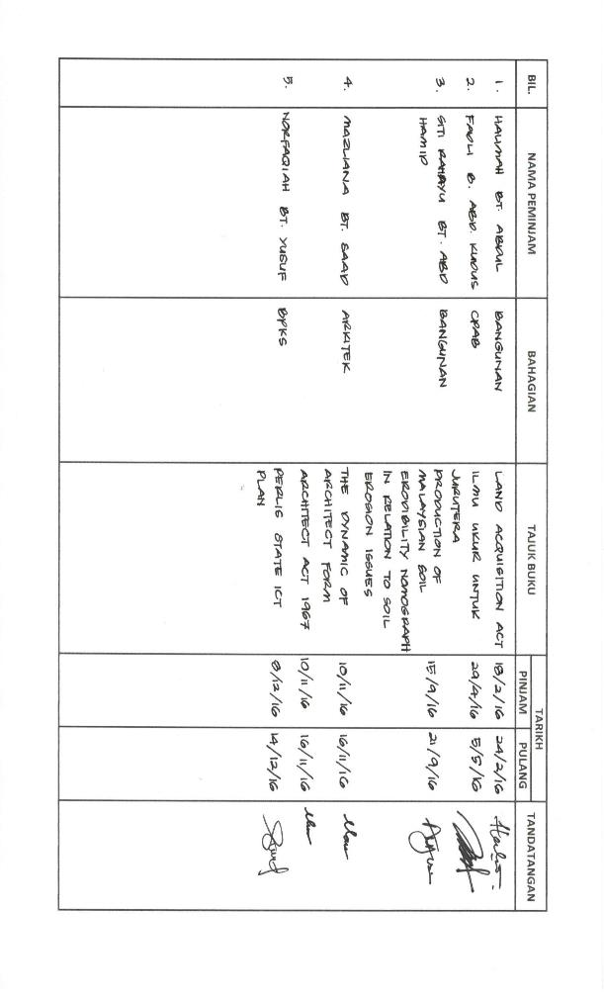 BIL. NAMA PEMINJAM BAHAGIAN TAJUK BUKU TARIKH TANDATANGAN
PINJAM PULANG
1. HALIMAH BT. ABDUL BANGUNAN LAND ACQUISITION ACT 18/2/16 24/2/16
2. FADLI B. ABD. KUDUS CPAB ILMU UKUR UNTUK 29/4/16 5/5/16
JURUTERA
3. SITI RAHAYU BT. ABD BANGUNAN PRODUCTION OF 15/9/16 21/9/16
HAMID MALAYSIAN SOIL
ERODIBILITY NOMOGRAPH
IN RELATION TO SOIL
EROSION ISSUES
4. MAZLIANA BT. SAAD ARKITEK THE DYNAMIC OF 10/11/16 16/11/16
ARCHITECT FORM
ARCHITECT ACT 1967 10/11/16 16/11/16
5. NORFAQIAH BT. YUSUF BPKS PERLIS STATE ICT 8/12/16 14/12/16
PLAN